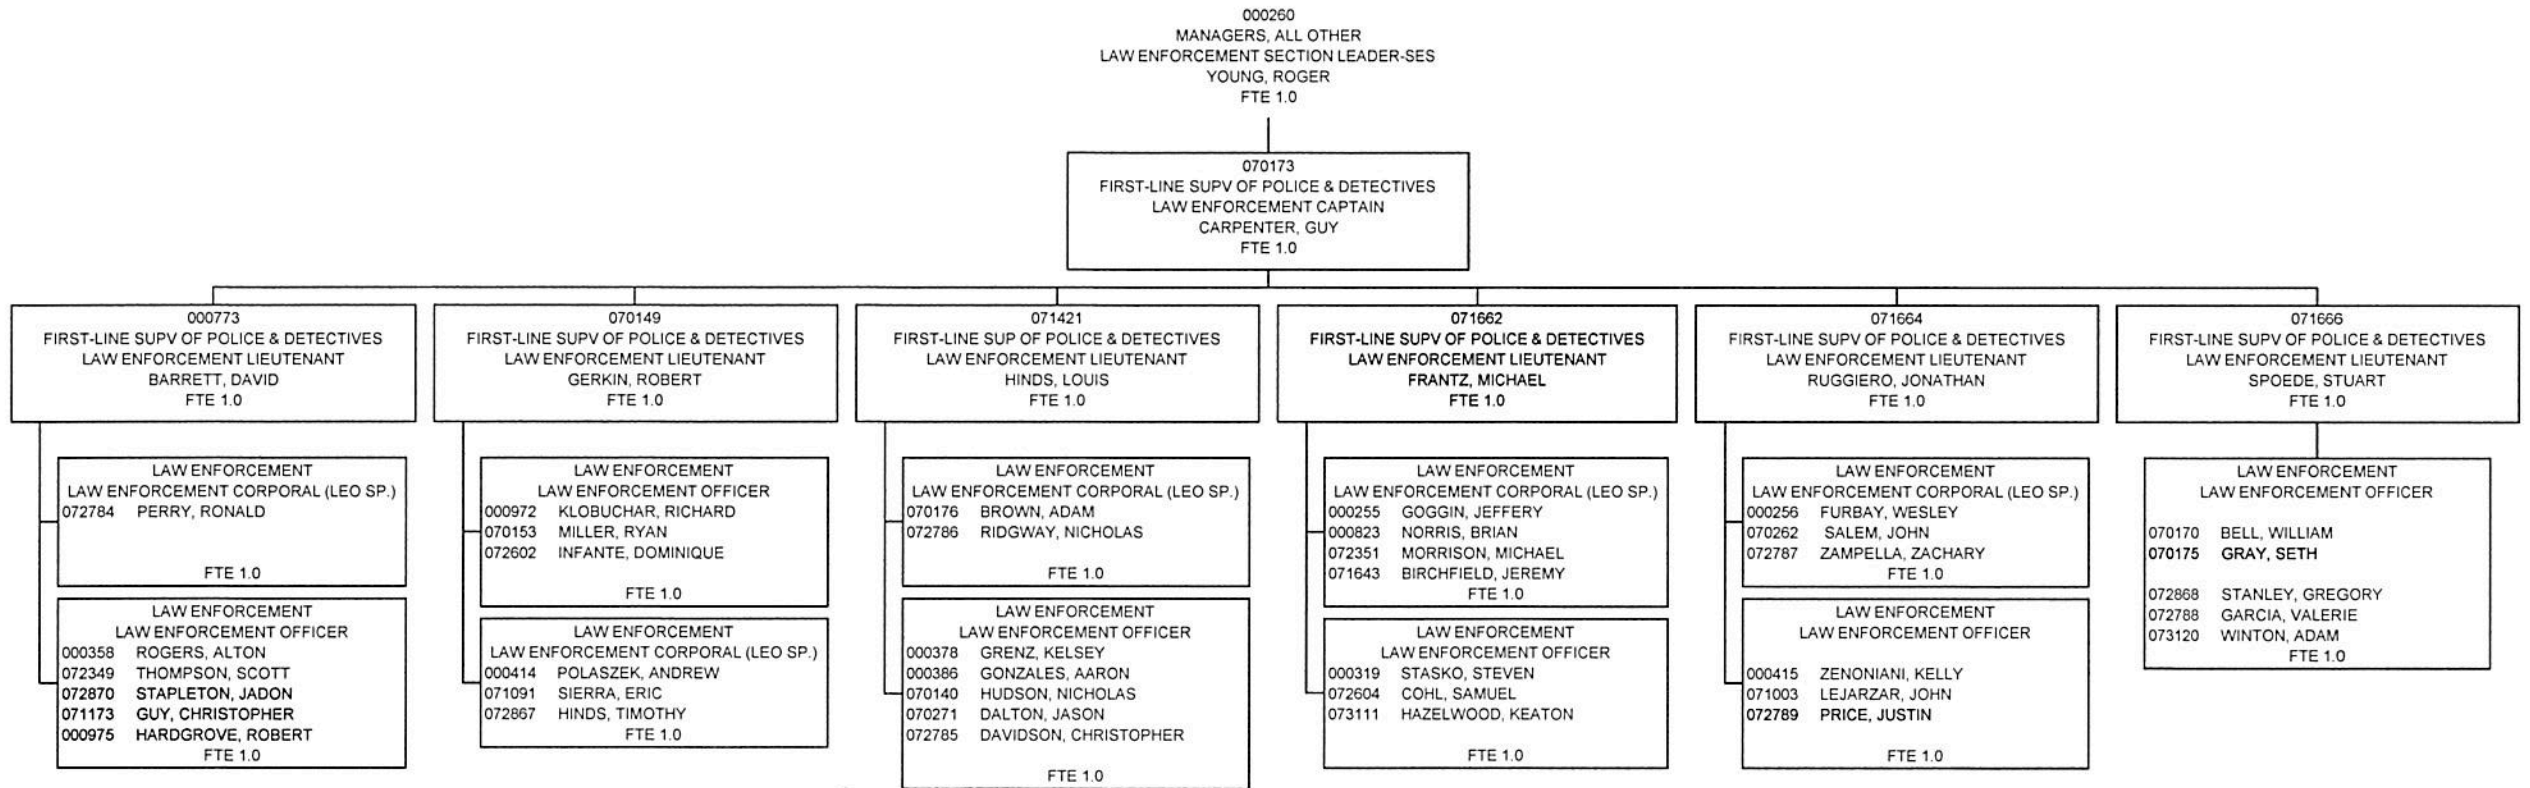 000260
MANAGERS, ALL OTHER
LAW ENFORCEMENT SECTION LEADER-SES
YOUNG, ROGER
FTE 1.0
070173
FIRST-LINE SUPV OF POLICE & DETECTIVES
LAW ENFORCEMENT CAPTAIN
CARPENTER, GUY
FTE 1.0
000773
FIRST-LINE SUPV OF POLICE & DETECTIVES
LAW ENFORCEMENT LIEUTENANT
BARRETT, DAVID
FTE 1.0
LAW ENFORCEMENT
LAW ENFORCEMENT CORPORAL (LEO SP.)
072784 PERRY, RONALD
FTE 1.0
LAW ENFORCEMENT
LAW ENFORCEMENT OFFICER
000358 ROGERS, ALTON
072349 THOMPSON, SCOTT
072870 STAPLETON, JADON
071173 GUY, CHRISTOPHER
000975 HARDGROVE, ROBERT
FTE 1.0
070149
FIRST-LINE SUPV OF POLICE & DETECTIVES
LAW ENFORCEMENT LIEUTENANT
GERKIN, ROBERT
FTE 1.0
LAW ENFORCEMENT
LAW ENFORCEMENT OFFICER
000972 KLOBUCHAR, RICHARD
070153 MILLER, RYAN
072602 INFANTE, DOMINIQUE
FTE 1.0
LAW ENFORCEMENT
LAW ENFORCEMENT CORPORAL (LEO SP.)
000414 POLASZEK, ANDREW
071091 SIERRA, ERIC
072867 HINDS, TIMOTHY
FTE 1.0
071421
FIRST-LINE SUP OF POLICE & DETECTIVES
LAW ENFORCEMENT LIEUTENANT
HINDS, LOUIS
FTE 1.0
LAW ENFORCEMENT
LAW ENFORCEMENT CORPORAL (LEO SP.)
070176 BROWN, ADAM
072786 RIDGWAY, NICHOLAS
FTE 1.0
LAW ENFORCEMENT
LAW ENFORCEMENT OFFICER
000378 GRENZ, KELSEY
000386 GONZALES, AARON
070140 HUDSON, NICHOLAS
070271 DALTON, JASON
072785 DAVIDSON, CHRISTOPHER
FTE 1.0
071662
FIRST-LINE SUPV OF POLICE & DETECTIVES
LAW ENFORCEMENT LIEUTENANT
FRANTZ, MICHAEL
FTE 1.0
LAW ENFORCEMENT
LAW ENFORCEMENT CORPORAL (LEO SP.)
000255 GOGGIN, JEFFERY
000823 NORRIS, BRIAN
072351 MORRISON, MICHAEL
071643 BIRCHFIELD, JEREMY
FTE 1.0
LAW ENFORCEMENT
LAW ENFORCEMENT OFFICER
000319 STASKO, STEVEN
072604 COHL, SAMUEL
073111 HAZELWOOD, KEATON
FTE 1.0
071664
FIRST-LINE SUPV OF POLICE & DETECTIVES
LAW ENFORCEMENT LIEUTENANT
RUGGIERO, JONATHAN
FTE 1.0
LAW ENFORCEMENT
LAW ENFORCEMENT CORPORAL (LEO SP.)
000256 FURBAY, WESLEY
070262 SALEM, JOHN
072787 ZAMPELLA, ZACHARY
FTE 1.0
LAW ENFORCEMENT
LAW ENFORCEMENT OFFICER
000415 ZENONIANI, KELLY
071003 LEJARZAR, JOHN
072789 PRICE, JUSTIN
FTE 1.0
071666
FIRST-LINE SUPV OF POLICE & DETECTIVES
LAW ENFORCEMENT LIEUTENANT
SPOEDE, STUART
FTE 1.0
LAW ENFORCEMENT
LAW ENFORCEMENT OFFICER
070170 BELL, WILLIAM
070175 GRAY, SETH
072868 STANLEY, GREGORY
072788 GARCIA, VALERIE
073120 WINTON, ADAM
FTE 1.0